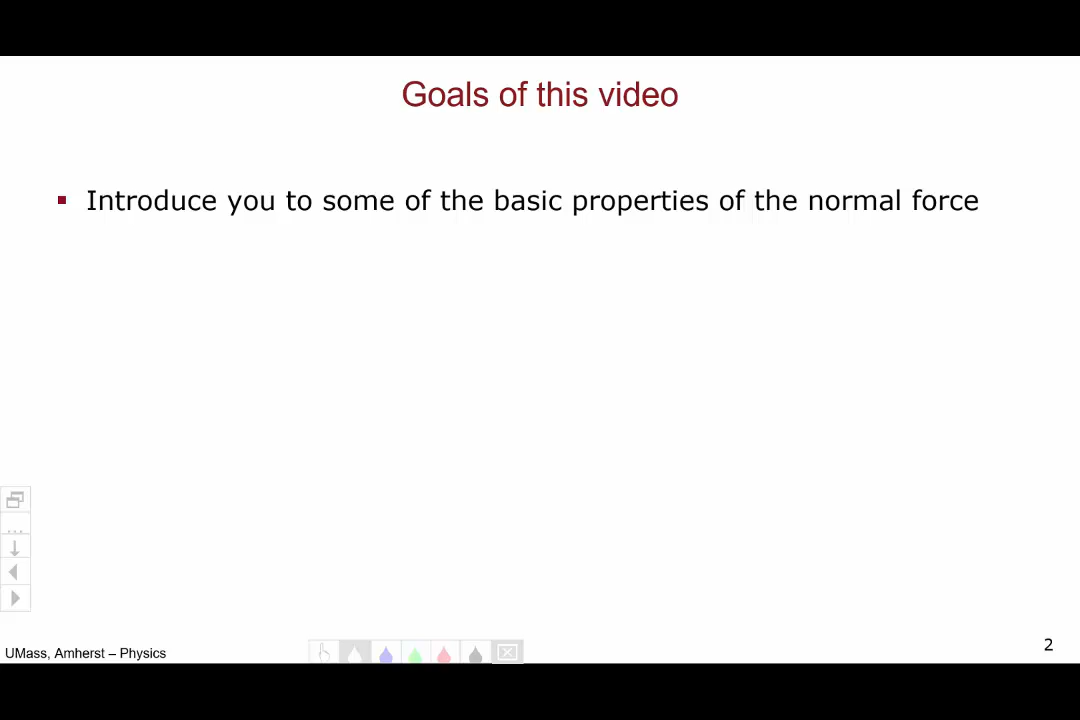 Goals of this video
Introduce you to some of the basic properties of the normal force
UMass, Amherst – Physics
2